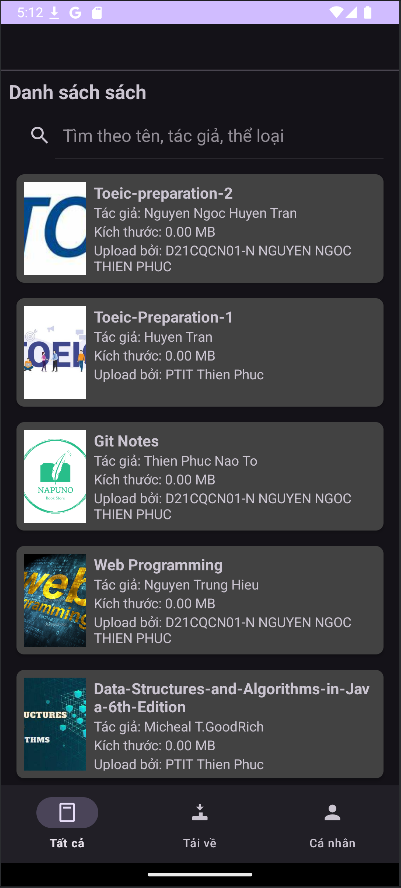 5:12
Danh sách sách
Tìm theo tên, tác giả, thể loại
TO
Toeic-preparation-2
Tác giả: Nguyen Ngoc Huyen Tran
Kích thước: 0.00 MB
Upload bởi: D21CQCN01-N NGUYEN NGOC
THIEN PHUC
TOEI
Toeic-Preparation-1
Tác giả: Huyen Tran
Kích thước: 0.00 MB
Upload bởi: PTIT Thien Phuc
NAPUNO
Git Notes
Tác giả: Thien Phuc Nao To
Kích thước: 0.00 MB
Upload bởi: D21CQCN01-N NGUYEN NGOC
THIEN PHUC
web
gramming
Web Programming
Tác giả: Nguyen Trung Hieu
Kích thước: 0.00 MB
Upload bởi: D21CQCN01-N NGUYEN NGOC
THIEN PHUC
UCTURES
THMS
Data-Structures-and-Algorithms-in-Jav
a-6th-Edition
Tác giả: Micheal T.GoodRich
Kích thước: 0.00 MB
Upload bởi: PTIT Thien Phuc
Tất cả
Tải về
Cá nhân